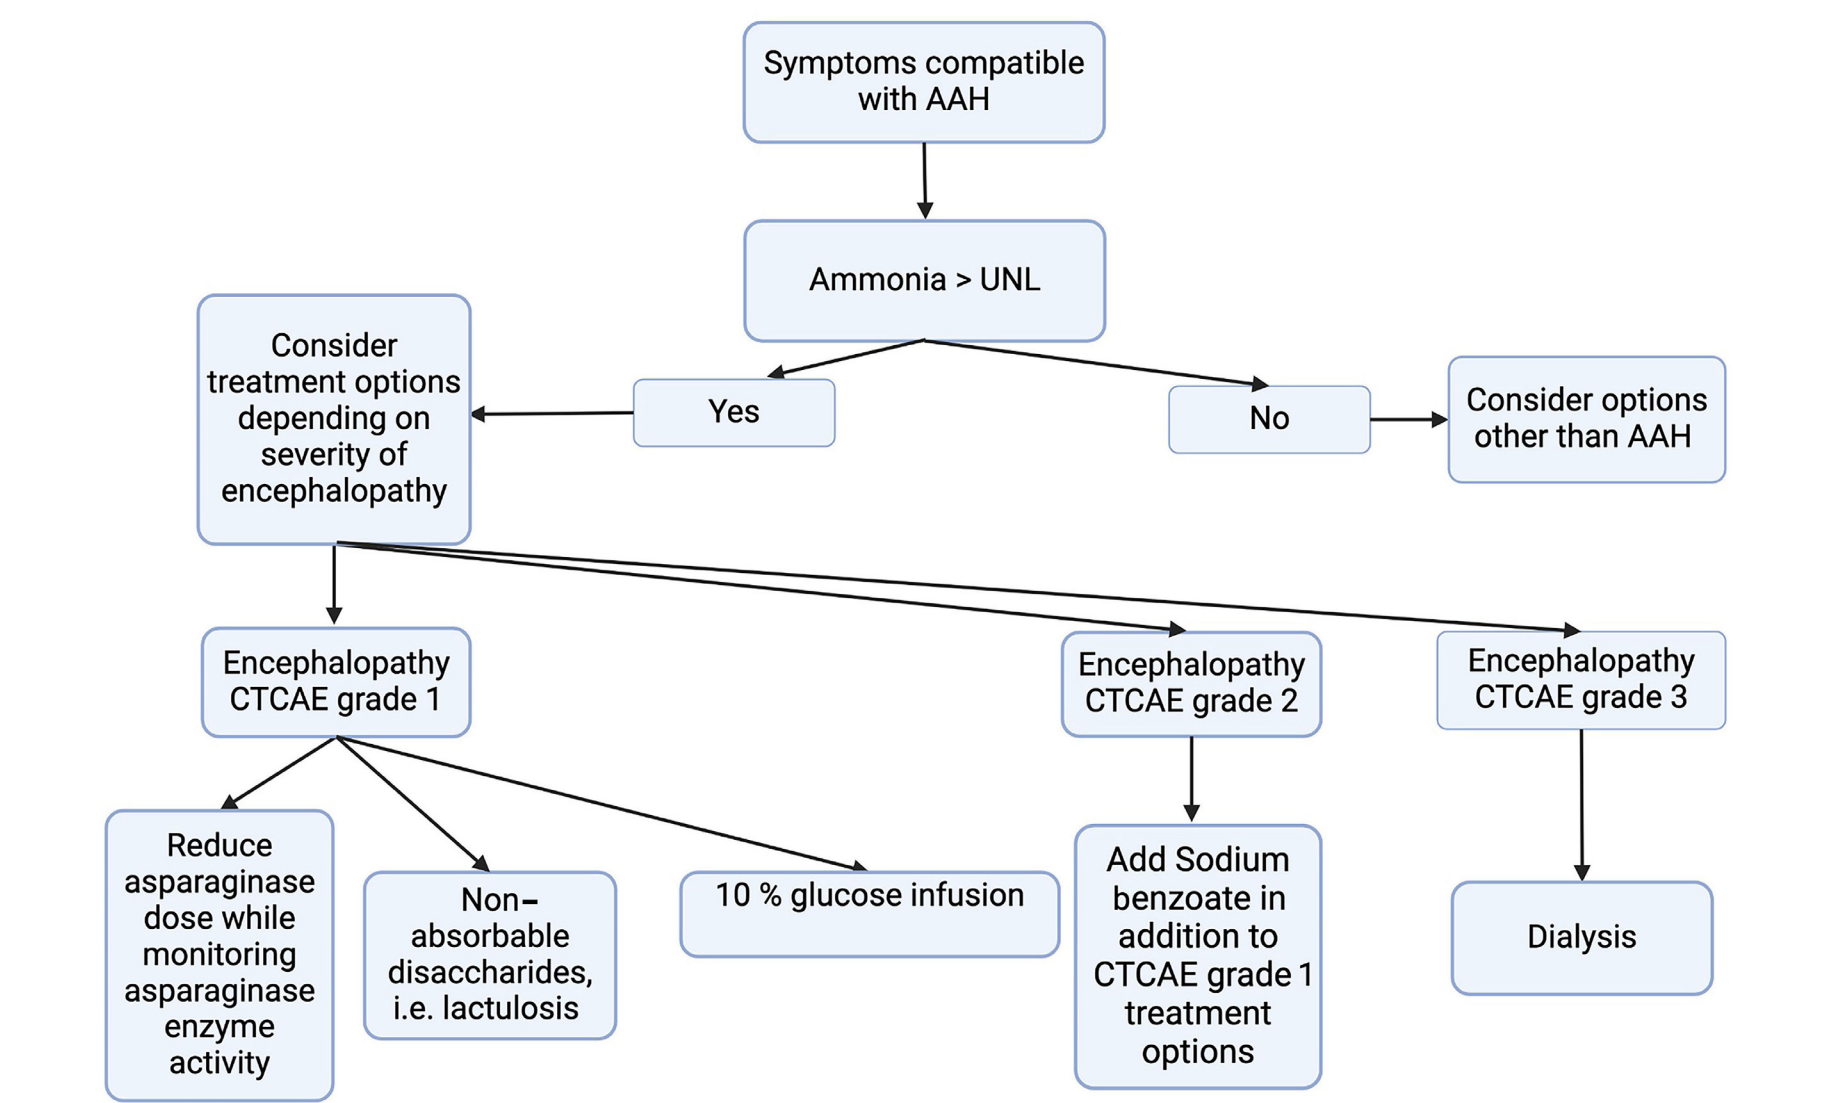 Symptoms compatible
with AAH
Ammonia > UNL
Yes
No
Consider
treatment options
depending on
severity of
encephalopathy
Consider options
other than AAH
Encephalopathy
CTCAE grade 1
Encephalopathy
CTCAE grade 2
Encephalopathy
CTCAE grade 3
Reduce
asparaginase
dose while
monitoring
asparaginase
enzyme
activity
Non–
absorbable
disaccharides,
i.e. lactulosis
10 % glucose infusion
Add Sodium
benzoate in
addition to
CTCAE grade 1
treatment
options
Dialysis